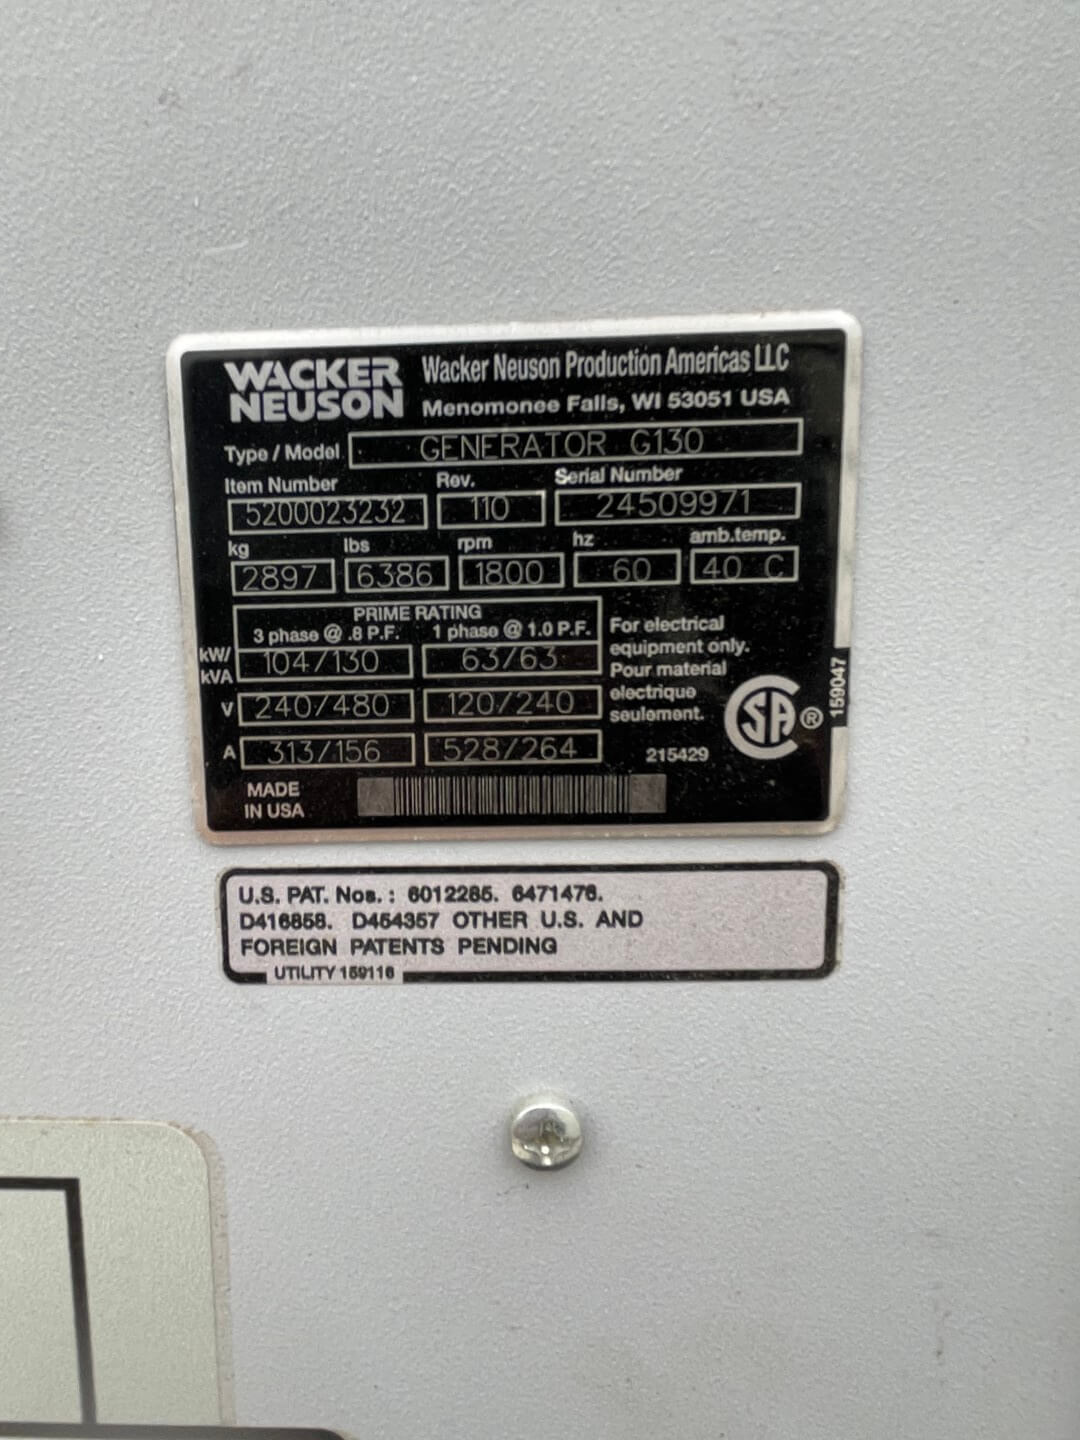 WACKER NEUSON
Wacker Neuson Production Americas LLC
Menomonee Falls, WI 53051 USA
Type / Model GENERATOR G130
Item Number Rev. Serial Number
5200023232 110 24509971
kg lbs rpm hz amb.temp.
2897 6386 1800 60 40 C
PRIME RATING
3 phase @ .8 P.F. 1 phase @ 1.0 P.F.
kW/kVA 104/130 63/63
V 240/480 120/240
A 313/156 528/264
For electrical
equipment only.
Pour material
electrique
seulement.
215429
SA ®
159047
MADE
IN USA
U.S. PAT. Nos. : 6012285. 6471476.
D416858. D454357 OTHER U.S. AND
FOREIGN PATENTS PENDING
UTILITY 159116